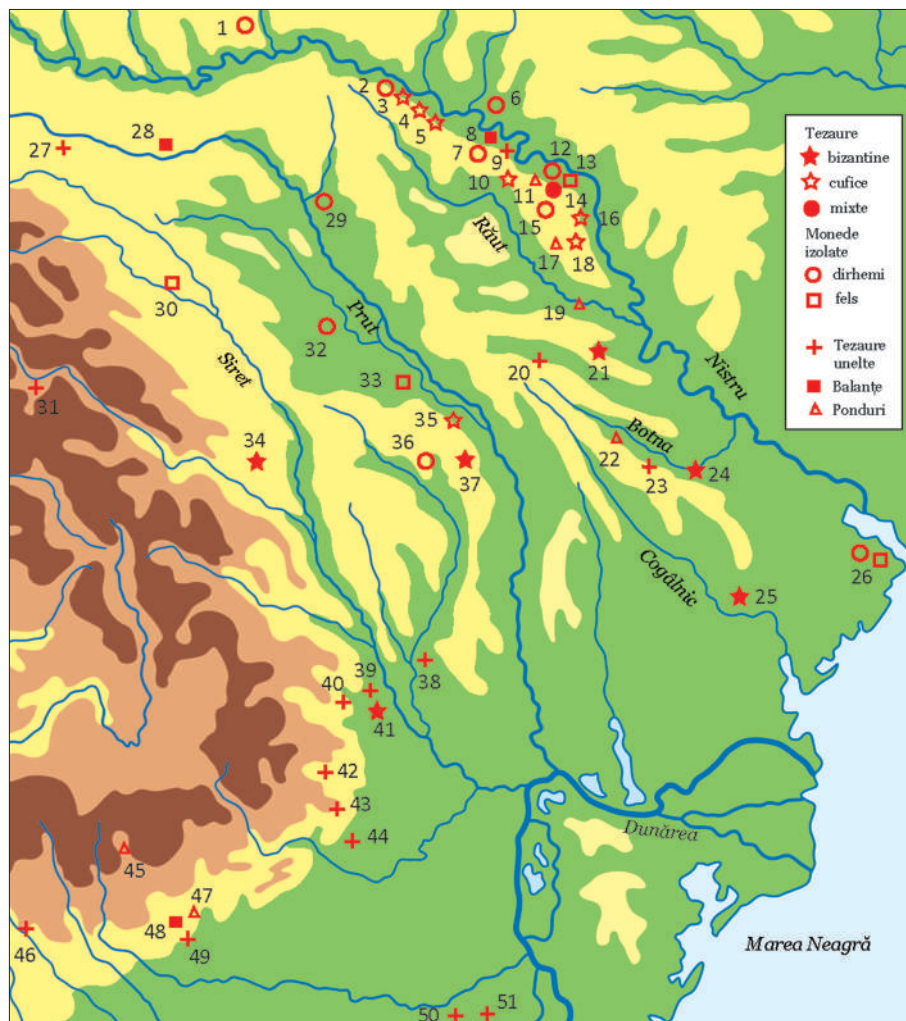 1
2
3
4
5
6
7
8
9
10
11
12
13
14
15
16
17
18
19
20
21
22
23
24
25
26
27
28
29
30
31
32
33
34
35
36
37
38
39
40
41
42
43
44
45
46
47
48
49
50
51
Răut
Prut
Siret
Nistru
Botna
Cogâlnic
Dunărea
Marea Neagră
Tezaure
bizantine
cufice
mixte
Monede
izolate
dirhemi
fels
Tezaure
unelte
Balanțe
Ponduri